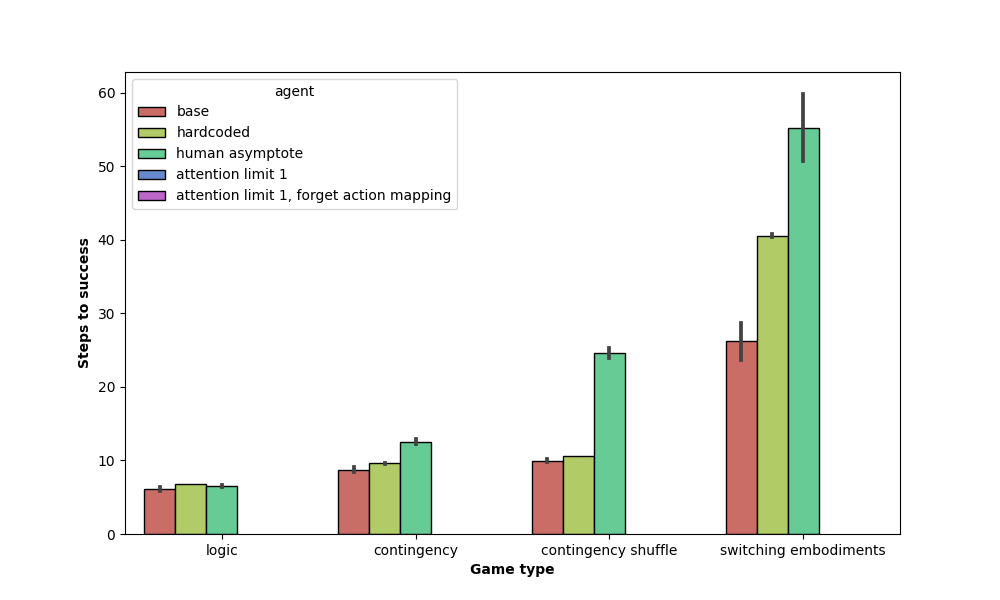 agent
base
hardcoded
human asymptote
attention limit 1
attention limit 1, forget action mapping
60
50
40
30
20
10
0
Steps to success
logic
contingency
contingency shuffle
switching embodiments
Game type